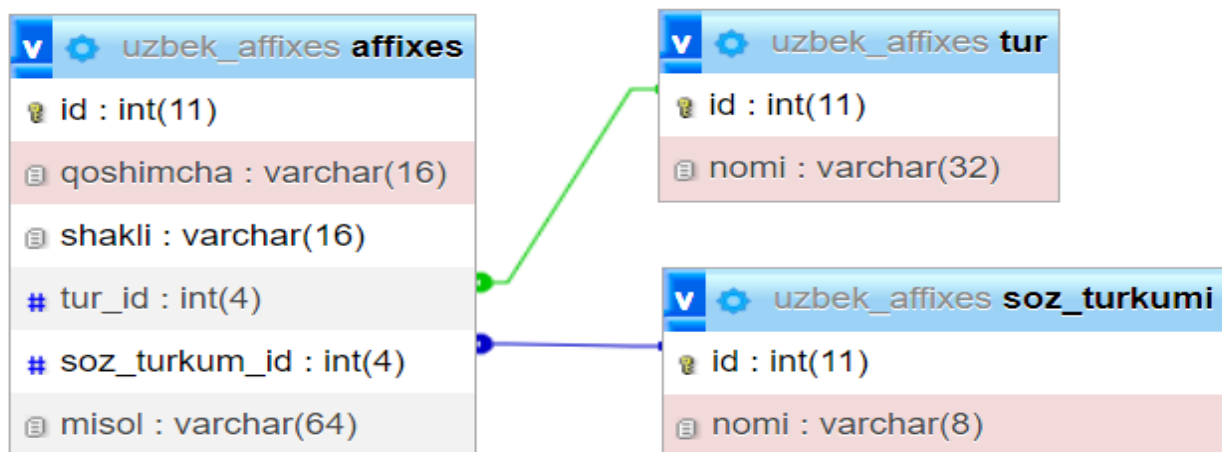 v uzbek_affixes affixes
id : int(11)
qoshimcha : varchar(16)
shakli : varchar(16)
# tur_id : int(4)
# soz_turkum_id : int(4)
misol : varchar(64)
v uzbek_affixes tur
id : int(11)
nomi : varchar(32)
v uzbek_affixes soz_turkumi
id : int(11)
nomi : varchar(8)